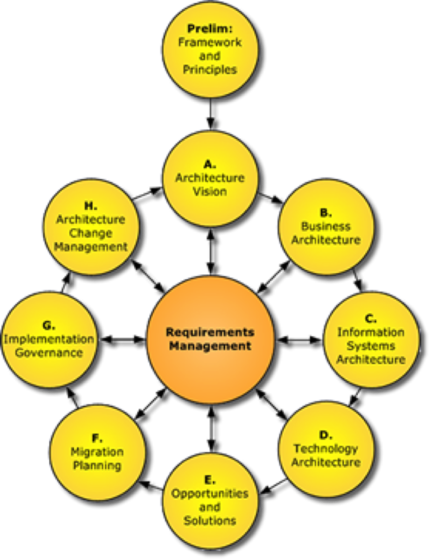 Prelim:
Framework
and
Principles
A.
Architecture
Vision
B.
Business
Architecture
C.
Information
Systems
Architecture
D.
Technology
Architecture
E.
Opportunities
and
Solutions
F.
Migration
Planning
G.
Implementation
Governance
H.
Architecture
Change
Management
Requirements
Management